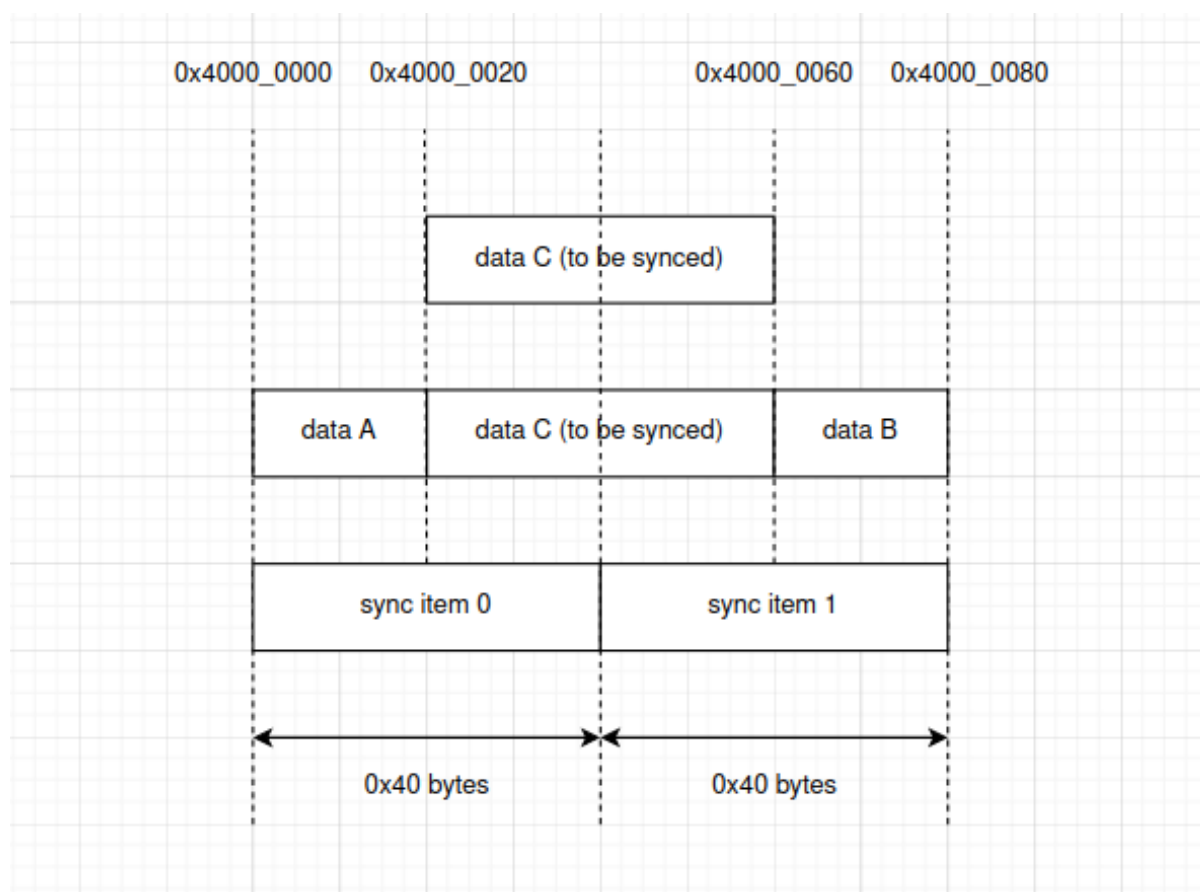 0x4000_0000
0x4000_0020
0x4000_0060
0x4000_0080
data C (to be synced)
data A
data C (to be synced)
data B
sync item 0
sync item 1
0x40 bytes
0x40 bytes